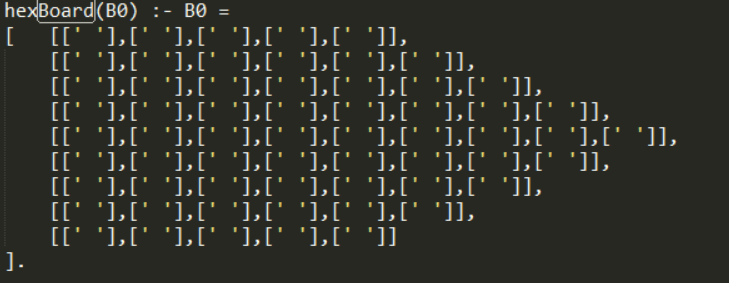 hexBoard(B0) :- B0 =
[   [[' '],[' '],[' '],[' '],[' ']],
    [[' '],[' '],[' '],[' '],[' '],[' ']],
    [[' '],[' '],[' '],[' '],[' '],[' '],[' ']],
    [[' '],[' '],[' '],[' '],[' '],[' '],[' '],[' ']],
    [[' '],[' '],[' '],[' '],[' '],[' '],[' '],[' '],[' ']],
    [[' '],[' '],[' '],[' '],[' '],[' '],[' '],[' ']],
    [[' '],[' '],[' '],[' '],[' '],[' '],[' ']],
    [[' '],[' '],[' '],[' '],[' '],[' ']],
    [[' '],[' '],[' '],[' '],[' ']]
].